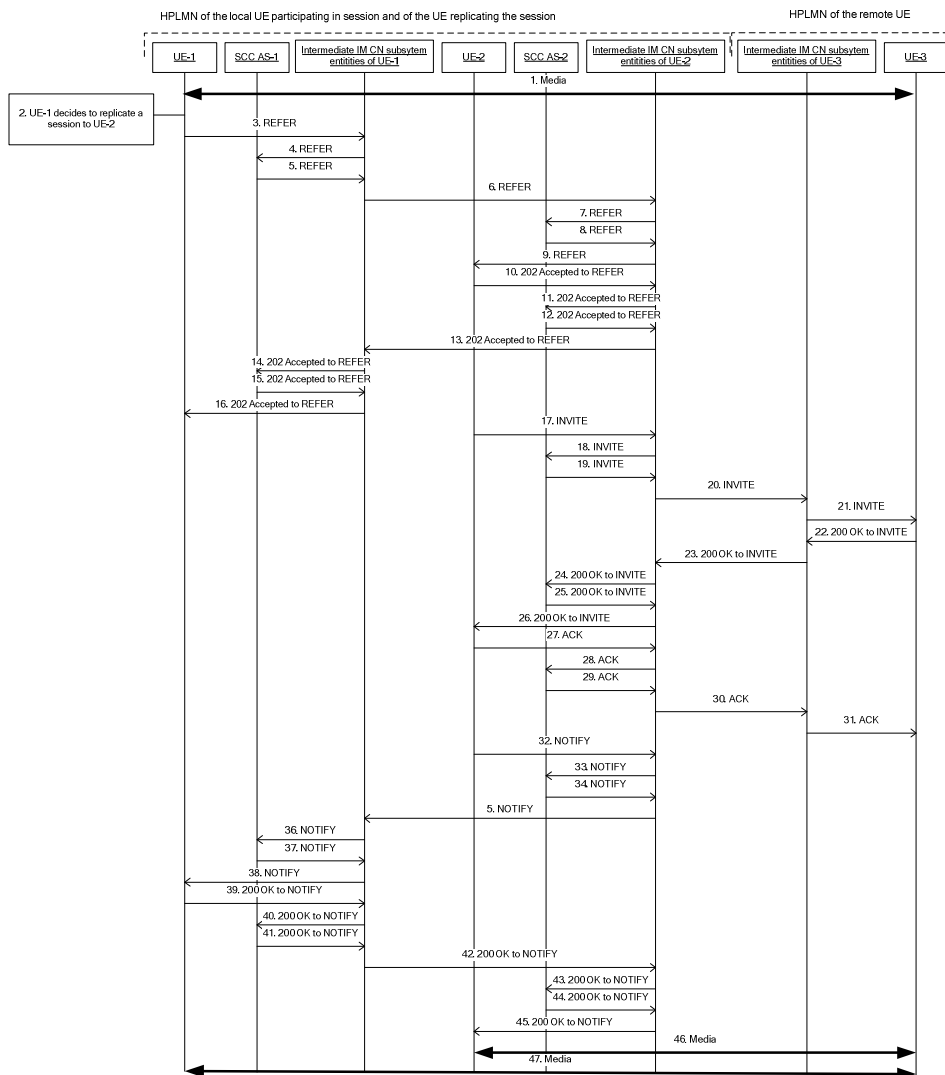 HPLMN of the local UE participating in session and of the UE replicating the session
HPLMN of the remote UE
UE-1
SCC AS-1
Intermediate IM CN subsytem
entitities of UE-1
UE-2
SCC AS-2
Intermediate IM CN subsytem
entities of UE-2
Intermediate IM CN subsystem
entitities of UE-3
UE-3
1. Media
2. UE-1 decides to replicate a
session to UE-2
3. REFER
4. REFER
5. REFER
6. REFER
7. REFER
8. REFER
9. REFER
10. 202 Accepted to REFER
11. 202 Accepted to REFER
12. 202 Accepted to REFER
13. 202 Accepted to REFER
14. 202 Accepted to REFER
15. 202 Accepted to REFER
16. 202 Accepted to REFER
17. INVITE
18. INVITE
19. INVITE
20. INVITE
21. INVITE
22. 200 OK to INVITE
23. 200 OK to INVITE
24. 200 OK to INVITE
25. 200 OK to INVITE
26. 200 OK to INVITE
27. ACK
28. ACK
29. ACK
30. ACK
31. ACK
32. NOTIFY
33. NOTIFY
34. NOTIFY
5. NOTIFY
36. NOTIFY
37. NOTIFY
38. NOTIFY
39. 200 OK to NOTIFY
40. 200 OK to NOTIFY
41. 200 OK to NOTIFY
42. 200 OK to NOTIFY
43. 200 OK to NOTIFY
44. 200 OK to NOTIFY
45. 200 OK to NOTIFY
46. Media
47. Media